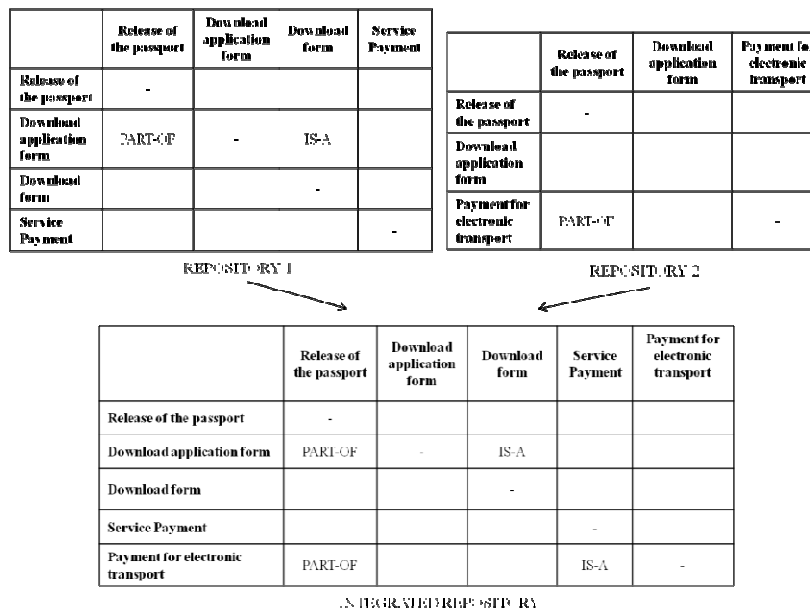 Release of the passport Download application form Download form Service Payment
Release of the passport -
Download application form PART-OF - IS-A
Download form -
Service Payment -
REPOSITORY 1
Release of the passport Download application form Payment for electronic transport
Release of the passport -
Download application form
Payment for electronic transport PART-OF -
REPOSITORY 2
Release of the passport Download application form Download form Service Payment Payment for electronic transport
Release of the passport -
Download application form PART-OF - IS-A
Download form -
Service Payment -
Payment for electronic transport PART-OF IS-A -
INTEGRATED REPOSITORY